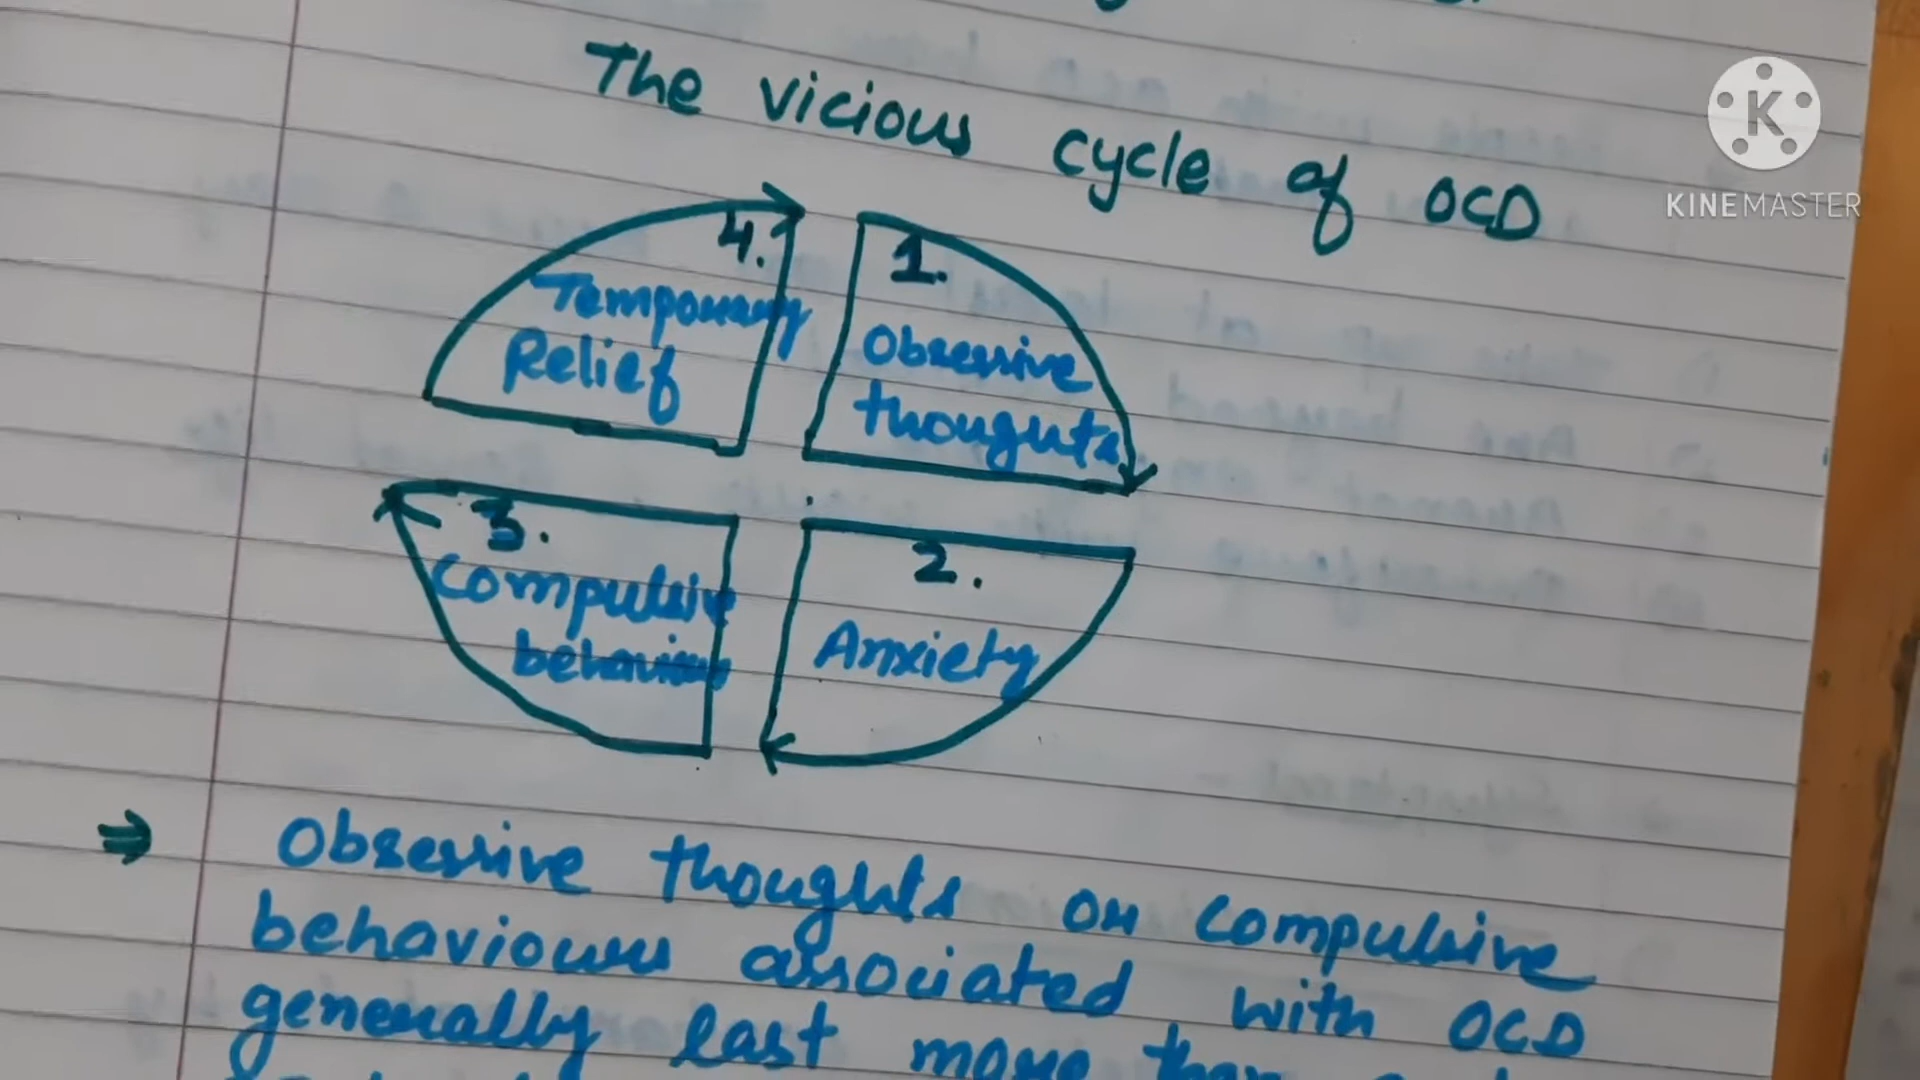 The vicious cycle of OCD
KINEMASTER
4.
Temporary
Relief
1.
Obsessive
thoughts
3.
Compulsive
behaviour
2.
Anxiety
⇒ Obsessive thoughts or compulsive
behaviours associated with OCD
generally last more than